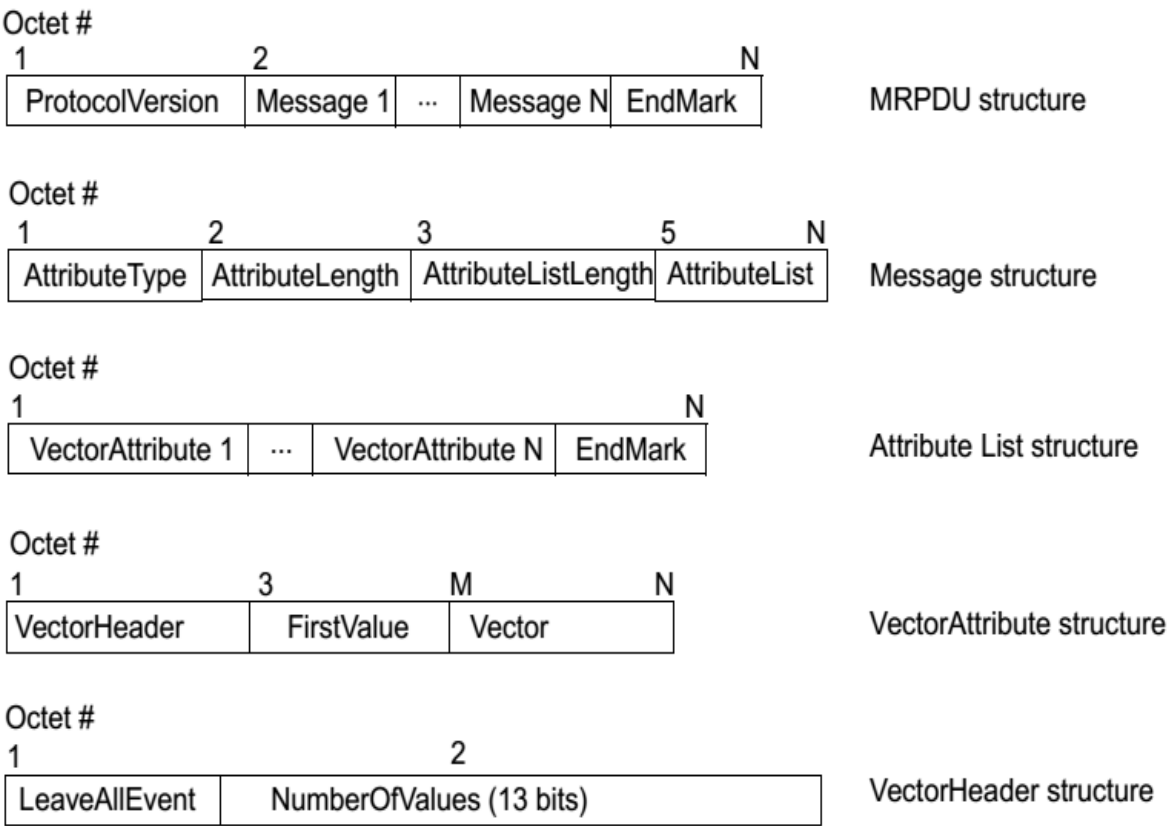 Octet #
1 2 N
ProtocolVersion Message 1 ... Message N EndMark MRPDU structure
Octet #
1 2 3 5 N
AttributeType AttributeLength AttributeListLength AttributeList Message structure
Octet #
1 N
VectorAttribute 1 ... VectorAttribute N EndMark Attribute List structure
Octet #
1 3 M N
VectorHeader FirstValue Vector VectorAttribute structure
Octet #
1 2
LeaveAllEvent NumberOfValues (13 bits) VectorHeader structure